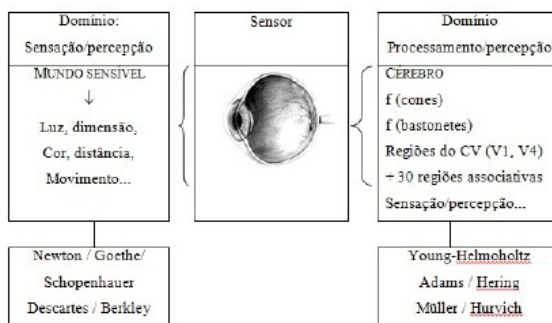 Domínio:
Sensação/percepção
MUNDO SENSÍVEL
↓
Luz, dimensão,
Cor, distância,
Movimento...
Newton / Goethe/
Schopenhauer
Descartes / Berkley
Sensor
Domínio
Processamento/percepção
CÉREBRO
f (cones)
f (bastonetes)
Regiões do CV (V1, V4)
+ 30 regiões associativas
Sensação/percepção...
Young-Helmoholtz
Adams / Hering
Müller / Hurvich